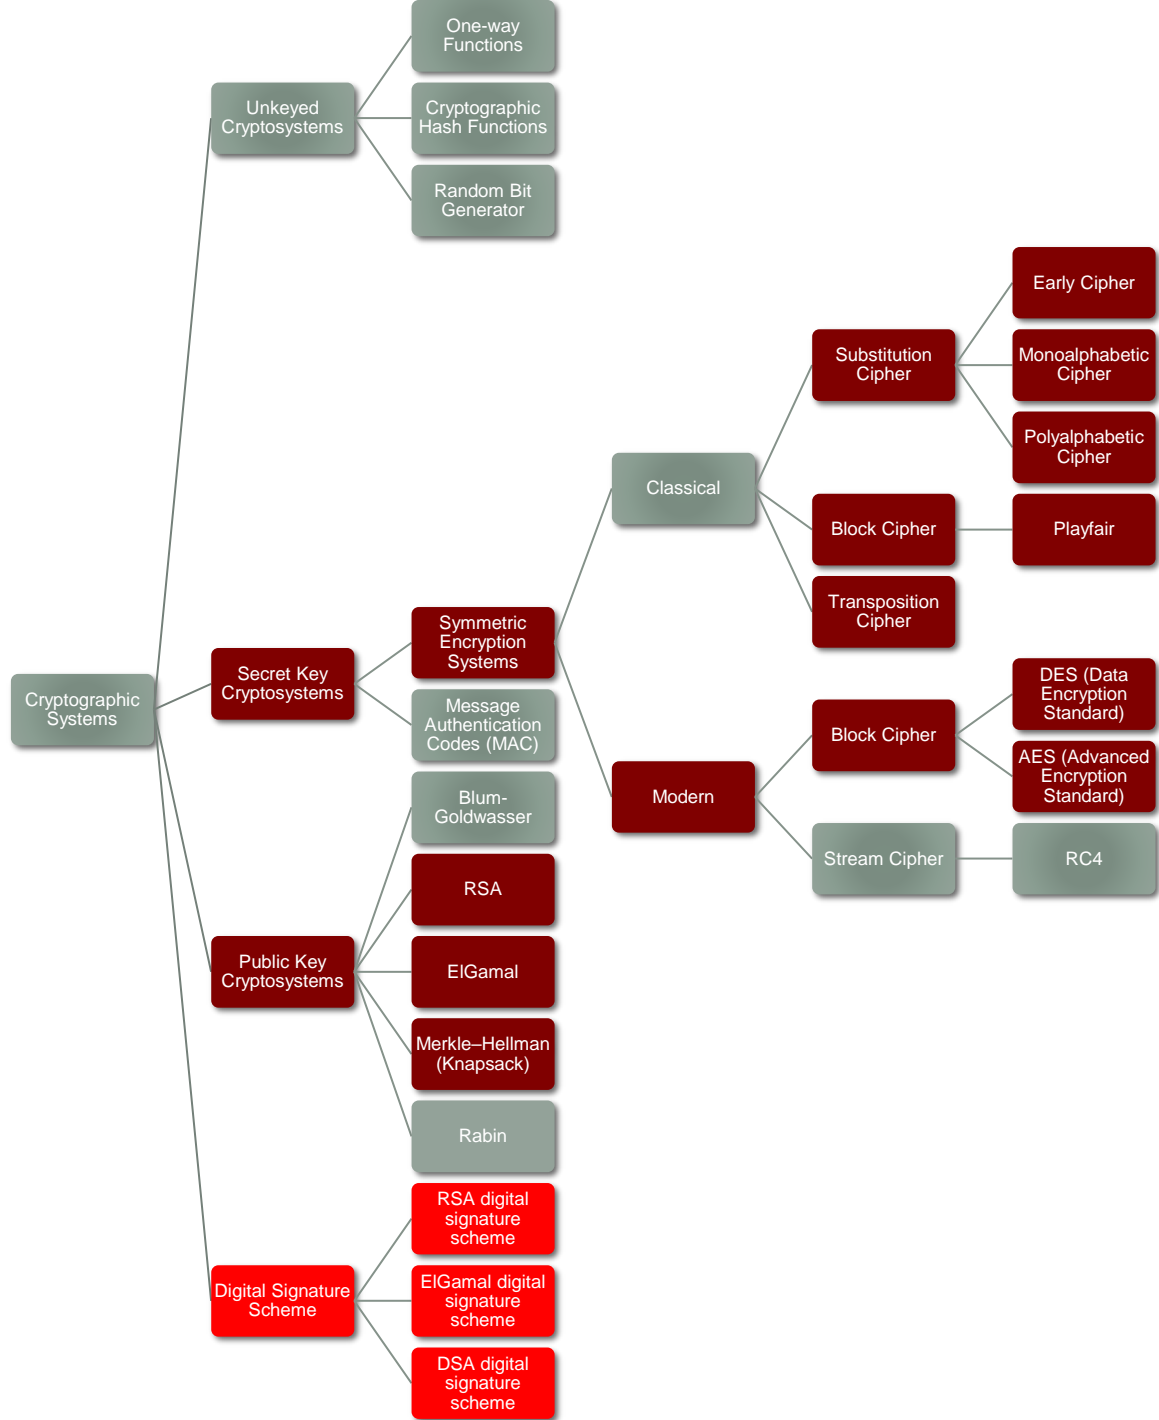 One-way
Functions
Unkeyed
Cryptosystems
Cryptographic
Hash Functions
Random Bit
Generator
Early Cipher
Substitution
Cipher
Monoalphabetic
Cipher
Polyalphabetic
Cipher
Classical
Block Cipher
Playfair
Transposition
Cipher
Symmetric
Encryption
Systems
Secret Key
Cryptosystems
Cryptographic
Systems
Message
Authentication
Codes (MAC)
DES (Data
Encryption
Standard)
Block Cipher
AES (Advanced
Encryption
Standard)
Modern
Stream Cipher
RC4
Blum-
Goldwasser
RSA
Public Key
Cryptosystems
ElGamal
Merkle–Hellman
(Knapsack)
Rabin
RSA digital
signature
scheme
Digital Signature
Scheme
ElGamal digital
signature
scheme
DSA digital
signature
scheme